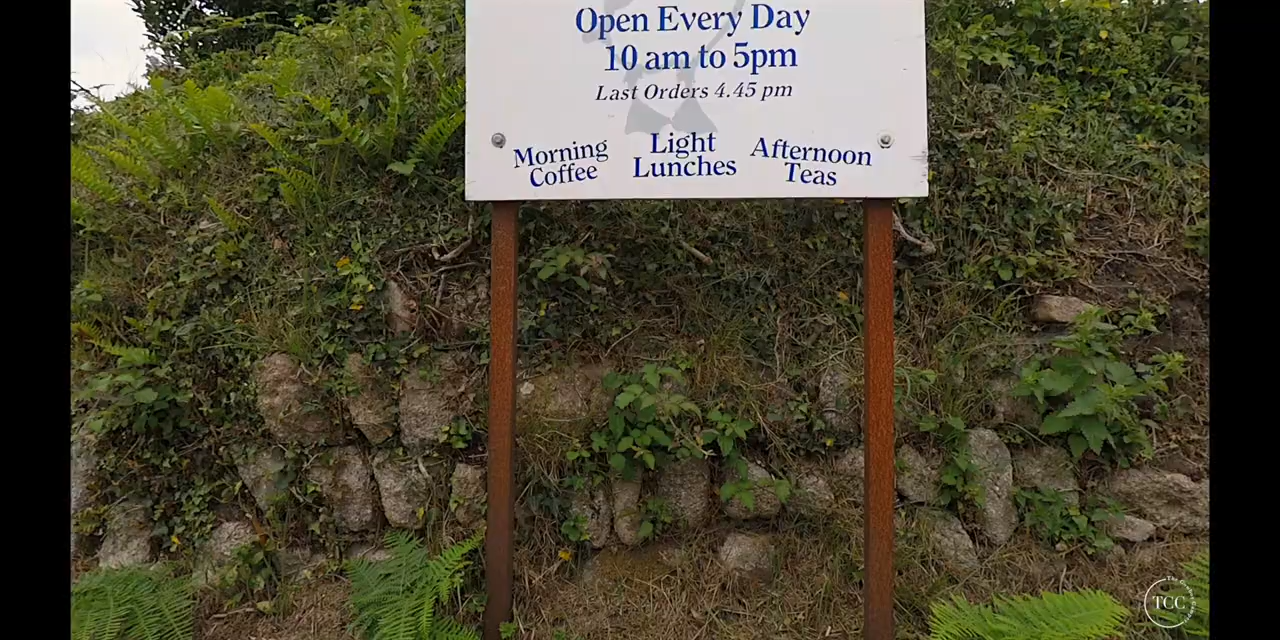 Open Every Day
10 am to 5pm
Last Orders 4.45 pm
Morning
Coffee
Light
Lunches
Afternoon
Teas
TCC